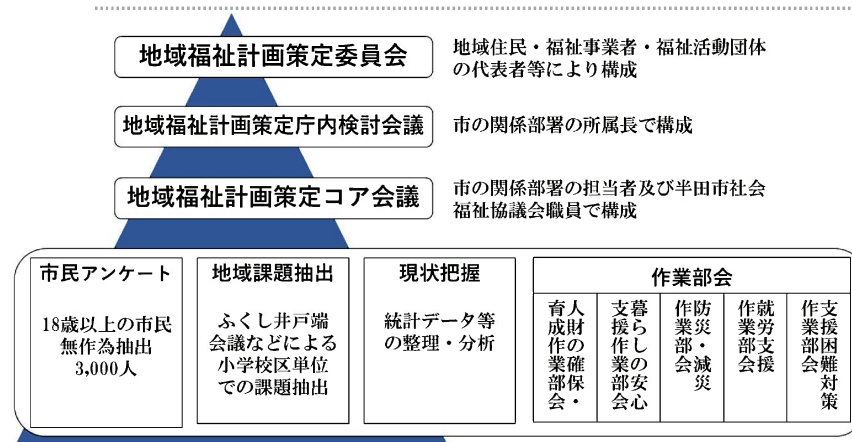 地域福祉計画策定委員会
地域住民・福祉事業者・福祉活動団体
の代表者等により構成
地域福祉計画策定庁内検討会議
市の関係部署の所属長で構成
地域福祉計画策定コア会議
市の関係部署の担当者及び半田市社会
福祉協議会職員で構成
市民アンケート
18歳以上の市民
無作為抽出
3,000人
地域課題抽出
ふくし井戸端
会議などによる
小学校区単位
での課題抽出
現状把握
統計データ等
の整理・分析
作業部会
人財の確保・
育成作業部会
暮らしの安心
支援作業部会
防災・減災
作業部会
就労支援
作業部会
支援困難対策
作業部会